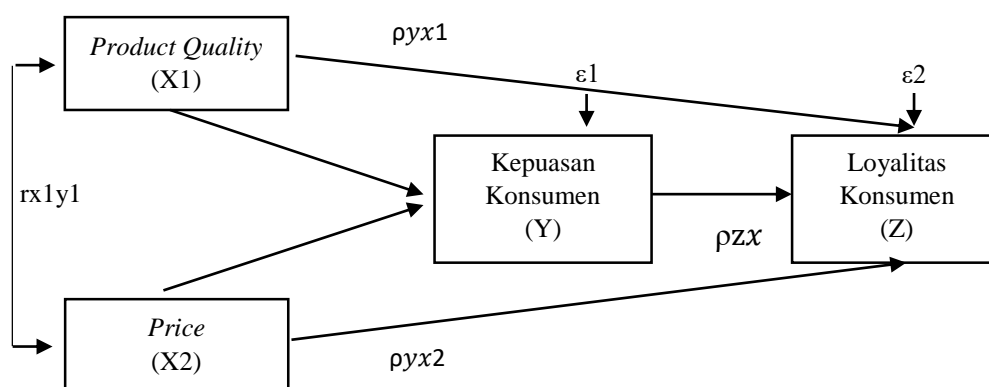 ρyx1
Product Quality
(X1)
ε1
ε2
Kepuasan
Konsumen
(Y)
Loyalitas
Konsumen
(Z)
rx1y1
ρzx
Price
(X2)
ρyx2